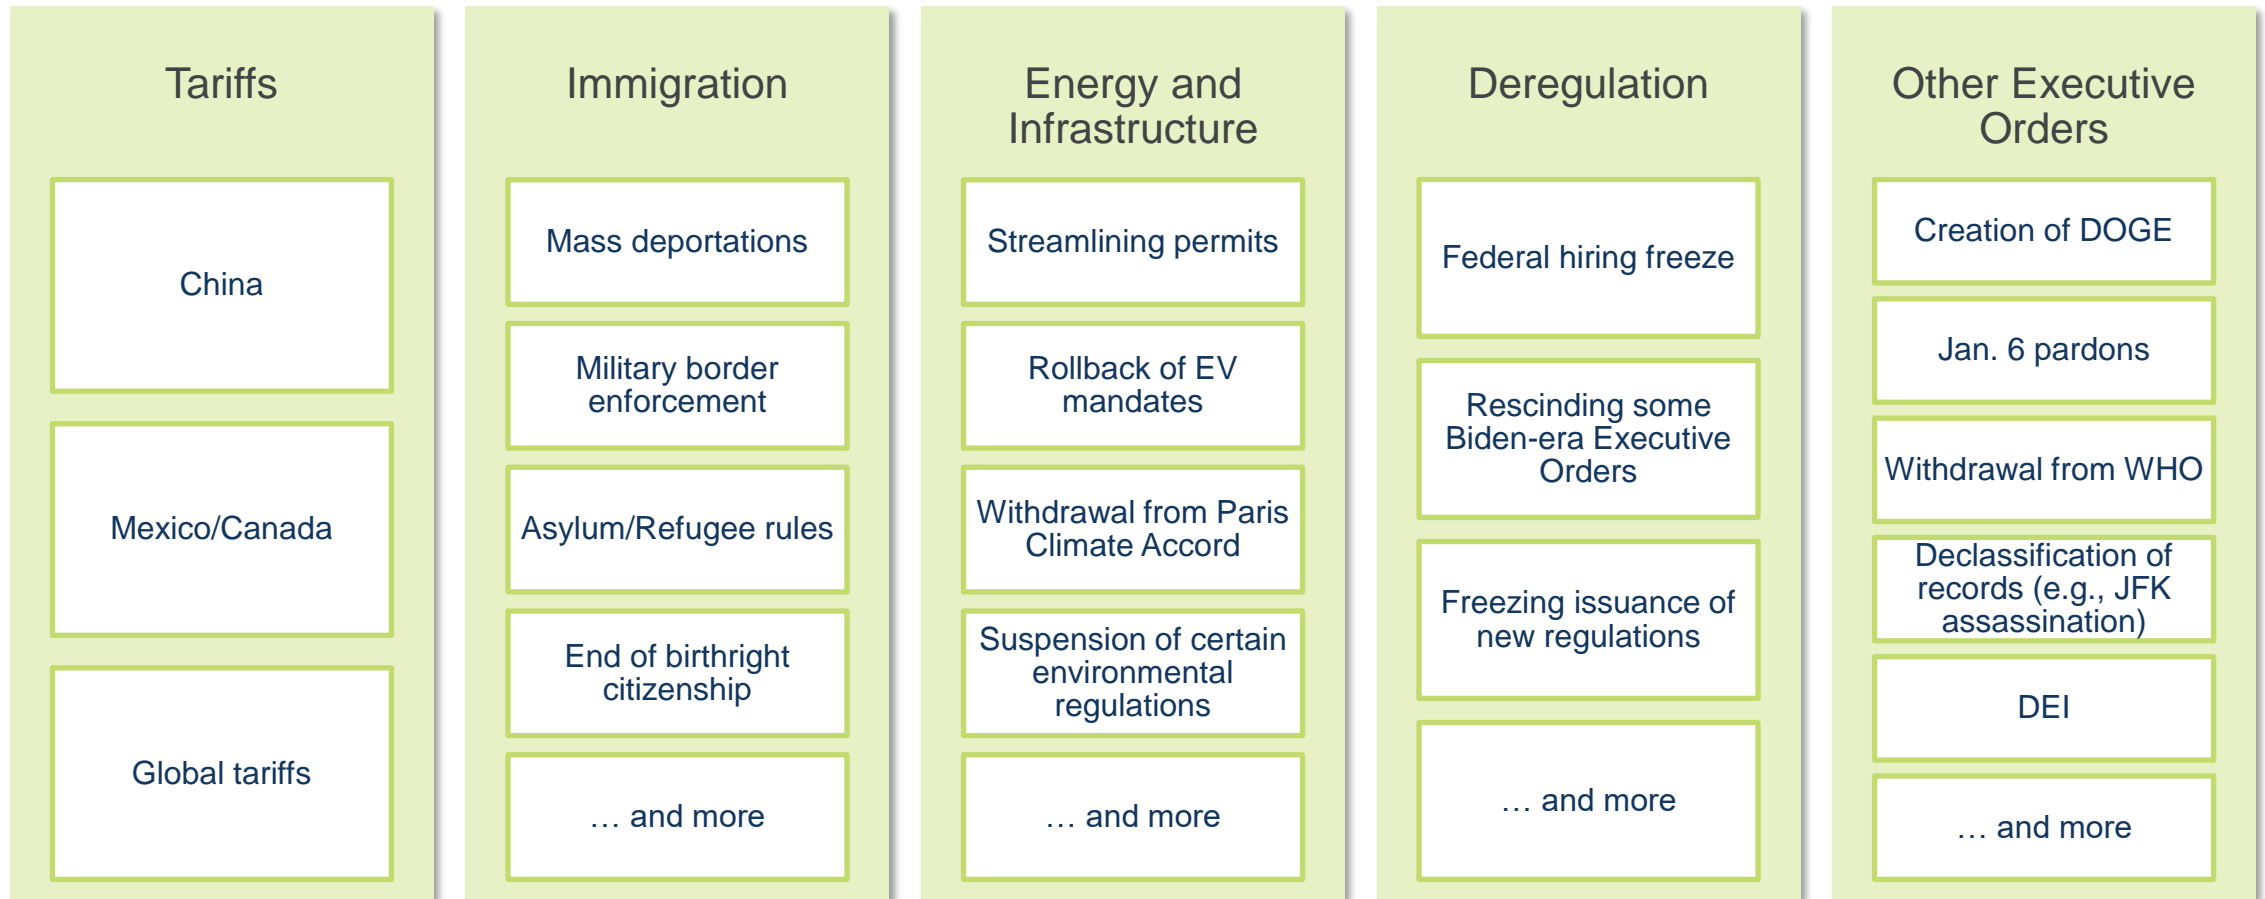 Tariffs
China
Mexico/Canada
Global tariffs
Immigration
Mass deportations
Military border
enforcement
Asylum/Refugee rules
End of birthright
citizenship
… and more
Energy and
Infrastructure
Streamlining permits
Rollback of EV
mandates
Withdrawal from Paris
Climate Accord
Suspension of certain
environmental
regulations
… and more
Deregulation
Federal hiring freeze
Rescinding some
Biden-era Executive
Orders
Freezing issuance of
new regulations
… and more
Other Executive
Orders
Creation of DOGE
Jan. 6 pardons
Withdrawal from WHO
Declassification of
records (e.g., JFK
assassination)
DEI
… and more